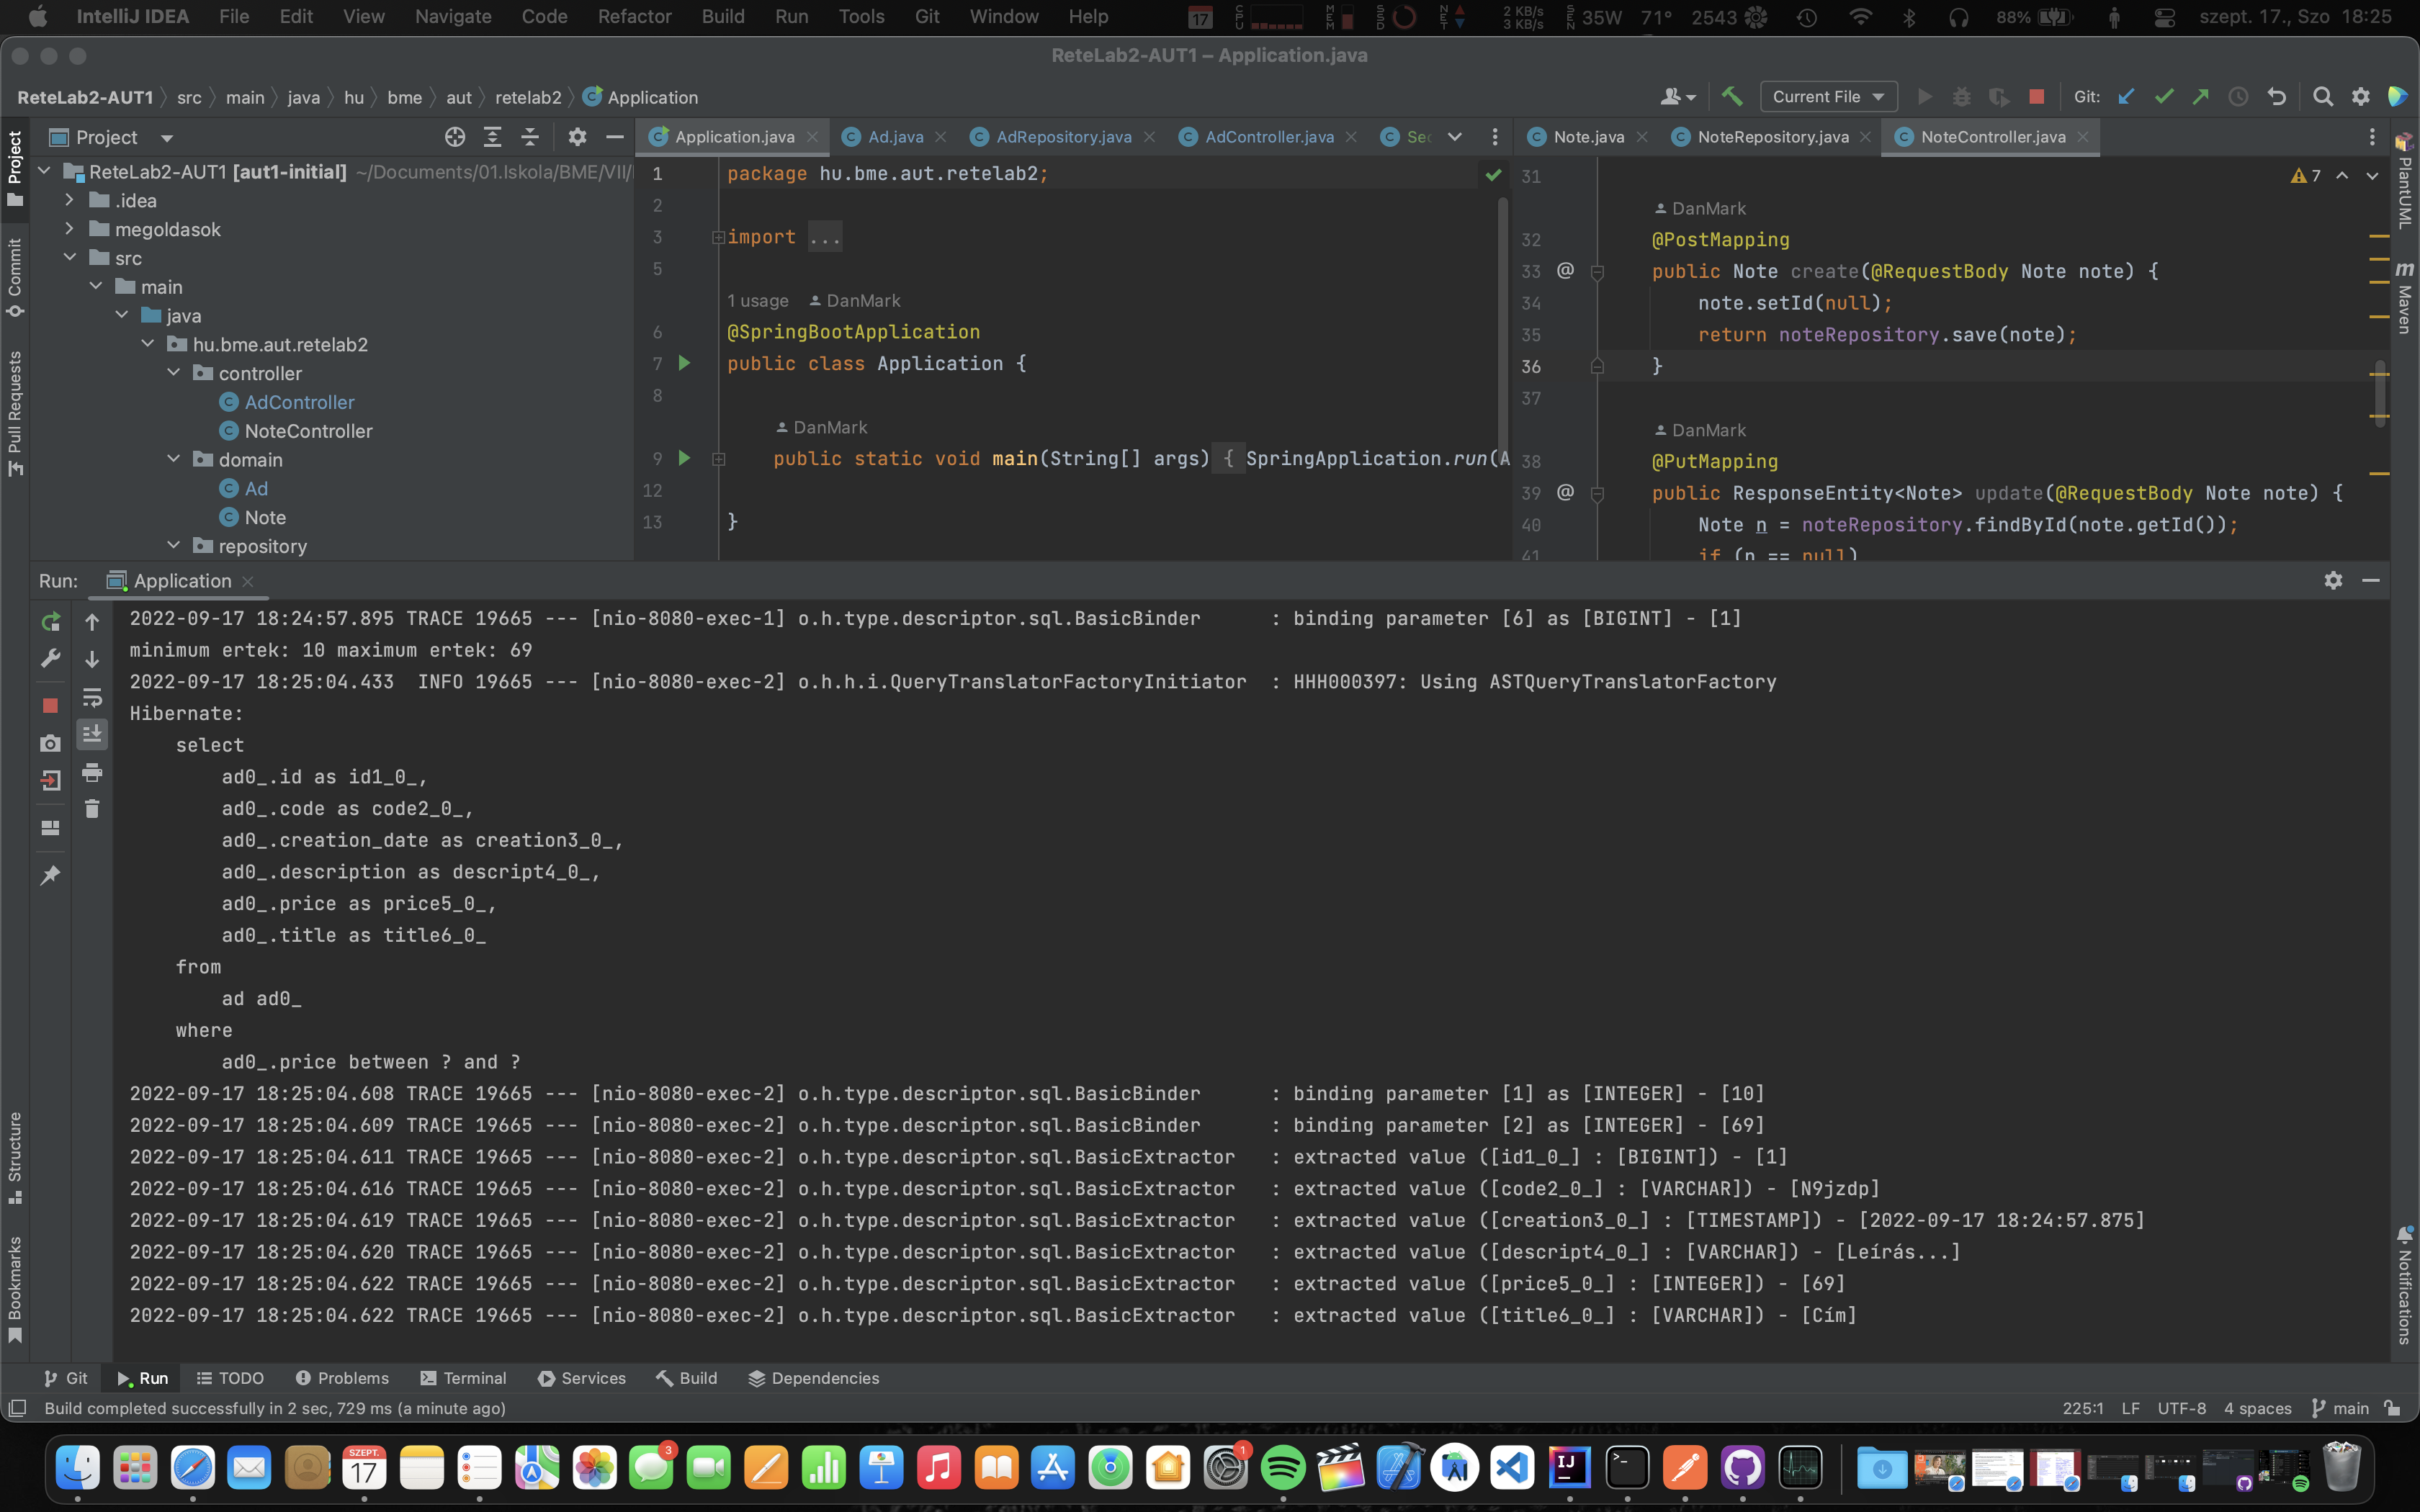 IntelliJ IDEA File Edit View Navigate Code Refactor Build Run Tools Git Window Help 17 CPU MEM SSD NET 2 KB/s 3 KB/s SEN 35W 71° 2543 88% szept. 17., Szo 18:25
ReteLab2-AUT1 – Application.java
ReteLab2-AUT1 src main java hu bme aut retelab2 Application Current File Git:
Project Application.java Ad.java AdRepository.java AdController.java Note.java NoteRepository.java NoteController.java
Project
Commit
Pull Requests
Structure
Bookmarks
ReteLab2-AUT1 [aut1-initial] ~/Documents/01.Iskola/BME/VII/
.idea
megoldasok
src
main
java
hu.bme.aut.retelab2
controller
AdController
NoteController
domain
Ad
Note
repository
1 package hu.bme.aut.retelab2;
2
3 import ...
5
1 usage DanMark
6 @SpringBootApplication
7 public class Application {
8
DanMark
9 public static void main(String[] args) { SpringApplication.run(A
12
13 }
31 7
DanMark
32 @PostMapping
33 @ public Note create(@RequestBody Note note) {
34 note.setId(null);
35 return noteRepository.save(note);
36 }
37
DanMark
38 @PutMapping
39 @ public ResponseEntity<Note> update(@RequestBody Note note) {
40 Note n = noteRepository.findById(note.getId());
41 if (n == null)
PlantUML
m Maven
Notifications
Run: Application
2022-09-17 18:24:57.895 TRACE 19665 --- [nio-8080-exec-1] o.h.type.descriptor.sql.BasicBinder : binding parameter [6] as [BIGINT] - [1]
minimum ertek: 10 maximum ertek: 69
2022-09-17 18:25:04.433 INFO 19665 --- [nio-8080-exec-2] o.h.h.i.QueryTranslatorFactoryInitiator : HHH000397: Using ASTQueryTranslatorFactory
Hibernate:
select
ad0_.id as id1_0_,
ad0_.code as code2_0_,
ad0_.creation_date as creation3_0_,
ad0_.description as descript4_0_,
ad0_.price as price5_0_,
ad0_.title as title6_0_
from
ad ad0_
where
ad0_.price between ? and ?
2022-09-17 18:25:04.608 TRACE 19665 --- [nio-8080-exec-2] o.h.type.descriptor.sql.BasicBinder : binding parameter [1] as [INTEGER] - [10]
2022-09-17 18:25:04.609 TRACE 19665 --- [nio-8080-exec-2] o.h.type.descriptor.sql.BasicBinder : binding parameter [2] as [INTEGER] - [69]
2022-09-17 18:25:04.611 TRACE 19665 --- [nio-8080-exec-2] o.h.type.descriptor.sql.BasicExtractor : extracted value ([id1_0_] : [BIGINT]) - [1]
2022-09-17 18:25:04.616 TRACE 19665 --- [nio-8080-exec-2] o.h.type.descriptor.sql.BasicExtractor : extracted value ([code2_0_] : [VARCHAR]) - [N9jzdp]
2022-09-17 18:25:04.619 TRACE 19665 --- [nio-8080-exec-2] o.h.type.descriptor.sql.BasicExtractor : extracted value ([creation3_0_] : [TIMESTAMP]) - [2022-09-17 18:24:57.875]
2022-09-17 18:25:04.620 TRACE 19665 --- [nio-8080-exec-2] o.h.type.descriptor.sql.BasicExtractor : extracted value ([descript4_0_] : [VARCHAR]) - [Leírás...]
2022-09-17 18:25:04.622 TRACE 19665 --- [nio-8080-exec-2] o.h.type.descriptor.sql.BasicExtractor : extracted value ([price5_0_] : [INTEGER]) - [69]
2022-09-17 18:25:04.622 TRACE 19665 --- [nio-8080-exec-2] o.h.type.descriptor.sql.BasicExtractor : extracted value ([title6_0_] : [VARCHAR]) - [Cím]
Git Run TODO Problems Terminal Services Build Dependencies
Build completed successfully in 2 sec, 729 ms (a minute ago) 225:1 LF UTF-8 4 spaces main
SZEPT. 17 3 1 IJ